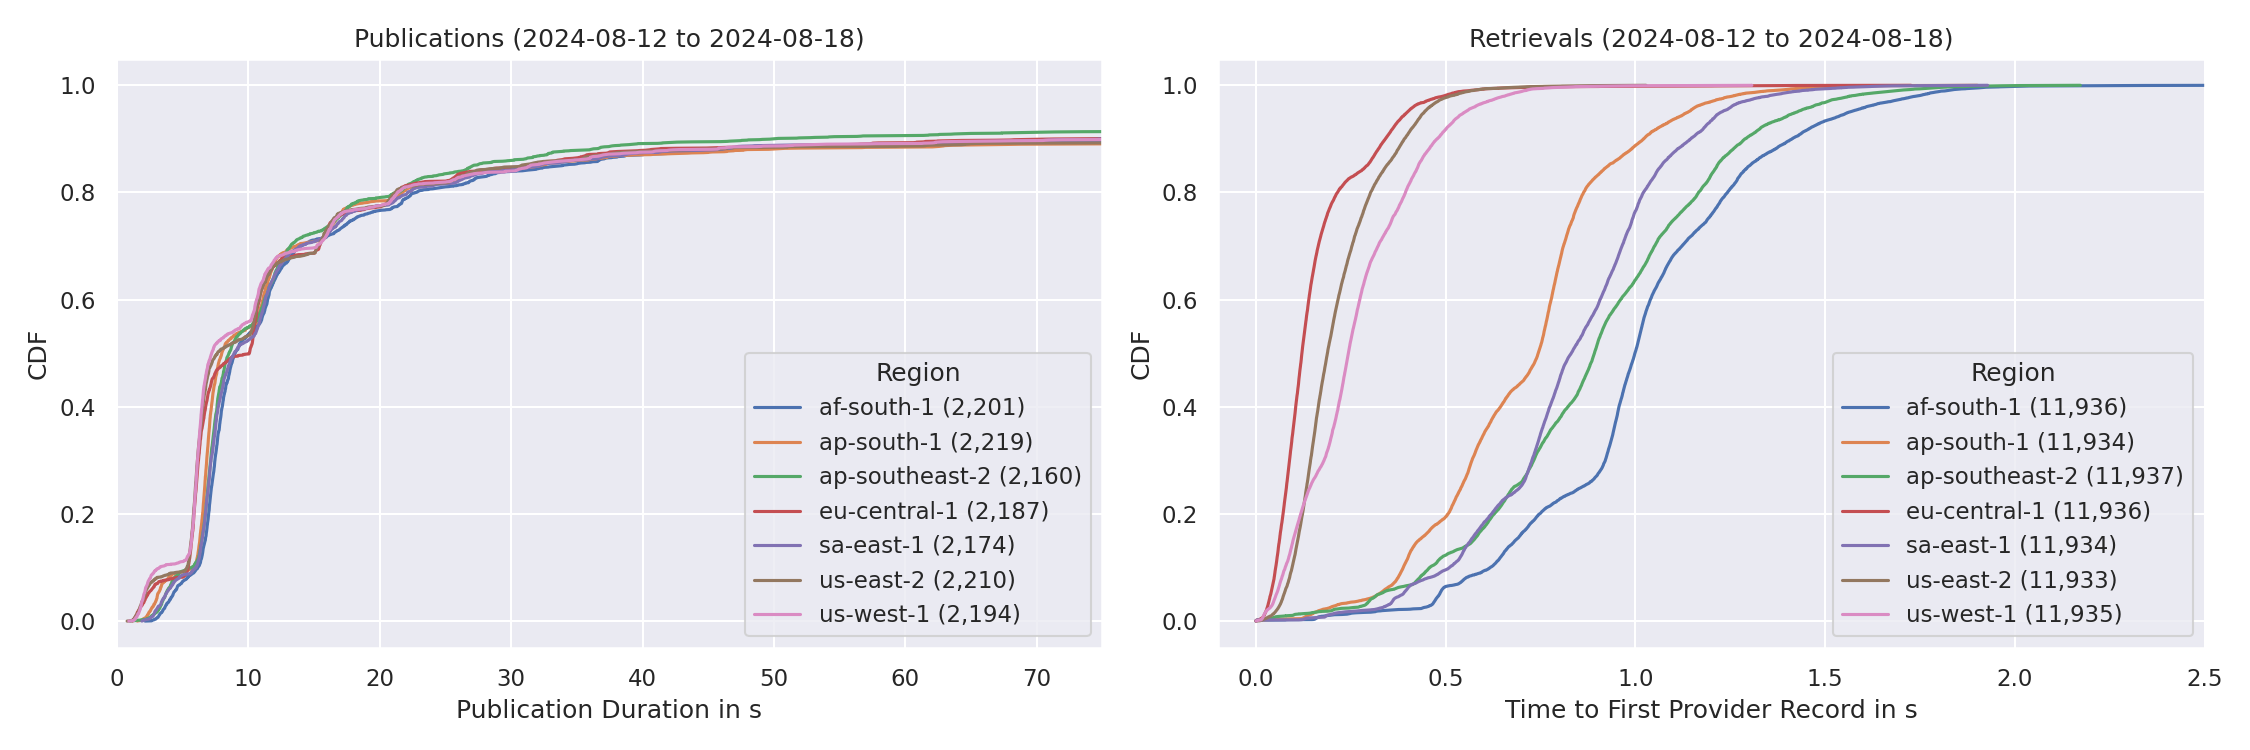 Publications (2024-08-12 to 2024-08-18)
CDF
1.0
0.8
0.6
0.4
0.2
0.0
0 10 20 30 40 50 60 70
Publication Duration in s
Region
af-south-1 (2,201)
ap-south-1 (2,219)
ap-southeast-2 (2,160)
eu-central-1 (2,187)
sa-east-1 (2,174)
us-east-2 (2,210)
us-west-1 (2,194)
Retrievals (2024-08-12 to 2024-08-18)
CDF
1.0
0.8
0.6
0.4
0.2
0.0
0.0 0.5 1.0 1.5 2.0 2.5
Time to First Provider Record in s
Region
af-south-1 (11,936)
ap-south-1 (11,934)
ap-southeast-2 (11,937)
eu-central-1 (11,936)
sa-east-1 (11,934)
us-east-2 (11,933)
us-west-1 (11,935)